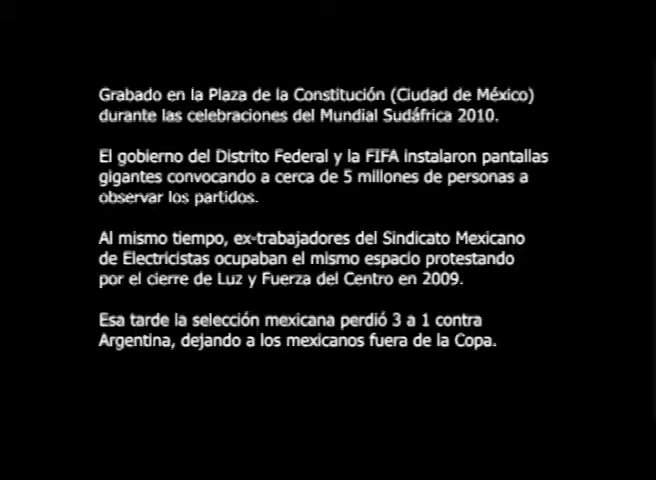 Grabado en la Plaza de la Constitución (Ciudad de México)
durante las celebraciones del Mundial Sudáfrica 2010.
El gobierno del Distrito Federal y la FIFA instalaron pantallas
gigantes convocando a cerca de 5 millones de personas a
observar los partidos.
Al mismo tiempo, ex-trabajadores del Sindicato Mexicano
de Electricistas ocupaban el mismo espacio protestando
por el cierre de Luz y Fuerza del Centro en 2009.
Esa tarde la selección mexicana perdió 3 a 1 contra
Argentina, dejando a los mexicanos fuera de la Copa.